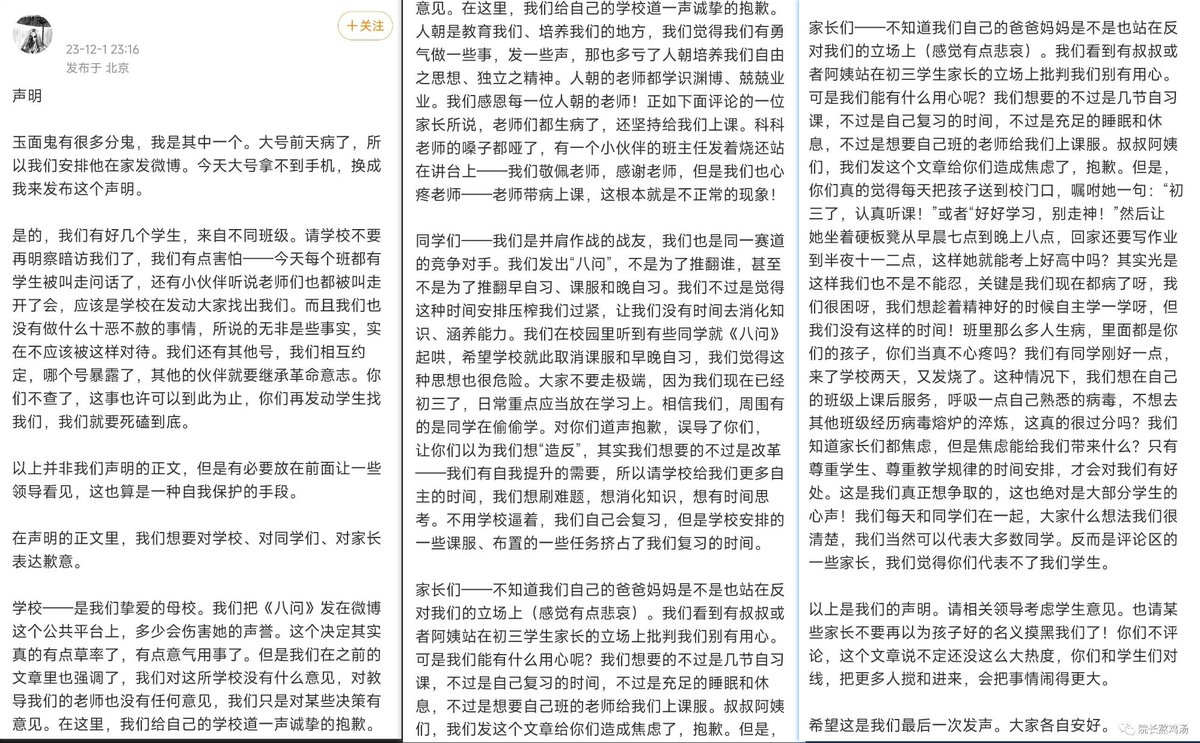 +关注
23-12-1 23:16
发布于 北京
声明
玉面鬼有很多分鬼，我是其中一个。大号前天病了，所
以我们安排他在家发微博。今天大号拿不到手机，换成
我来发布这个声明。
是的，我们有好几个学生，来自不同班级。请学校不要
再明察暗访我们了，我们有点害怕——今天每个班都有
学生被叫走问话了，还有小伙伴听说老师们也都被叫走
开了会，应该是学校在发动大家找出我们。而且我们也
没有做什么十恶不赦的事情，所说的无非是些事实，实
在不应该被这样对待。我们还有其他号，我们相互约
定，哪个号暴露了，其他的伙伴就要继承革命意志。你
们不查了，这事也许可以到此为止，你们再发动学生找
我们，我们就要死磕到底。
以上并非我们声明的正文，但是有必要放在前面让一些
领导看见，这也算是一种自我保护的手段。
在声明的正文里，我们想要对学校、对同学们、对家长
表达歉意。
学校——是我们挚爱的母校。我们把《八问》发在微博
这个公共平台上，多少会伤害她的声誉。这个决定其实
真的有点草率了，有点意气用事了。但是我们在之前的
文章里也强调了，我们对这所学校没有什么意见，对教
导我们的老师也没有任何意见，我们只是对某些决策有
意见。在这里，我们给自己的学校道一声诚挚的抱歉。
意见。在这里，我们给自己的学校道一声诚挚的抱歉。
人朝是教育我们、培养我们的地方，我们觉得我们有勇
气做一些事，发一些声，那也多亏了人朝培养我们自由
之思想、独立之精神。人朝的老师都学识渊博、兢兢业
业。我们感恩每一位人朝的老师！正如下面评论的一位
家长所说，老师们都生病了，还坚持给我们上课。科科
老师的嗓子都哑了，有一个小伙伴的班主任发着烧还站
在讲台上——我们敬佩老师，感谢老师，但是我们也心
疼老师——老师带病上课，这根本就是不正常的现象！
同学们——我们是并肩作战的战友，我们也是同一赛道
的竞争对手。我们发出“八问”，不是为了推翻谁，甚至
不是为了推翻早自习、课服和晚自习。我们不过是觉得
这种时间安排压榨我们过紧，让我们没有时间去消化知
识、涵养能力。我们在校园里听到有些同学就《八问》
起哄，希望学校就此取消课服和早晚自习，我们觉得这
种思想也很危险。大家不要走极端，因为我们现在已经
初三了，日常重点应当放在学习上。相信我们，周围有
的是同学在偷偷学。对你们道声抱歉，误导了你们，
让你们以为我们想“造反”，其实我们想要的不过是改革
——我们有自我提升的需要，所以请学校给我们更多自
主的时间，我们想刷难题，想消化知识，想有时间思
考。不用学校逼着，我们自己会复习，但是学校安排的
一些课服、布置的一些任务挤占了我们复习的时间。
家长们——不知道我们自己的爸爸妈妈是不是也站在反
对我们的立场上（感觉有点悲哀）。我们看到有叔叔或
者阿姨站在初三学生家长的立场上批判我们别有用心。
可是我们能有什么用心呢？我们想要的不过是几节自习
课，不过是自己复习的时间，不过是充足的睡眠和休
息，不过是想要自己班的老师给我们上课服。叔叔阿姨
们，我们发这个文章给你们造成焦虑了，抱歉。但是，
家长们——不知道我们自己的爸爸妈妈是不是也站在反
对我们的立场上（感觉有点悲哀）。我们看到有叔叔或
者阿姨站在初三学生家长的立场上批判我们别有用心。
可是我们能有什么用心呢？我们想要的不过是几节自习
课，不过是自己复习的时间，不过是充足的睡眠和休
息，不过是想要自己班的老师给我们上课服。叔叔阿姨
们，我们发这个文章给你们造成焦虑了，抱歉。但是，
你们真的觉得每天把孩子送到校门口，嘱咐她一句：“初
三了，认真听课！”或者“好好学习，别走神！”然后让
她坐着硬板凳从早晨七点到晚上八点，回家还要写作业
到半夜十一二点，这样她就能考上好高中吗？其实光是
这样我们也不是不能忍，关键是我们现在都病了呀，我
们很困呀，我们想趁着精神好的时候自主学一学呀，但
我们没有这样的时间！班里那么多人生病，里面都是你
们的孩子，你们当真不心疼吗？我们有同学刚好一点，
来了学校两天，又发烧了。这种情况下，我们想在自己
的班级上课后服务，呼吸一点自己熟悉的病毒，不想去
其他班级经历病毒熔炉的淬炼，这真的很过分吗？我们
知道家长们都焦虑，但是焦虑能给我们带来什么？只有
尊重学生、尊重教学规律的时间安排，才会对我们有好
处。这是我们真正想争取的，这也绝对是大部分学生的
心声！我们每天和同学们在一起，大家什么想法我们很
清楚，我们当然可以代表大多数同学。反而是评论区的
一些家长，我们觉得你们代表不了我们学生。
以上是我们的声明。请相关领导考虑学生意见。也请某
些家长不要再以为孩子好的名义摸黑我们了！你们不评
论，这个文章说不定还没这么大热度，你们和学生们对
线，把更多人搅和进来，会把事情闹得更大。
希望这是我们最后一次发声。大家各自安好。
院长熬鸡汤